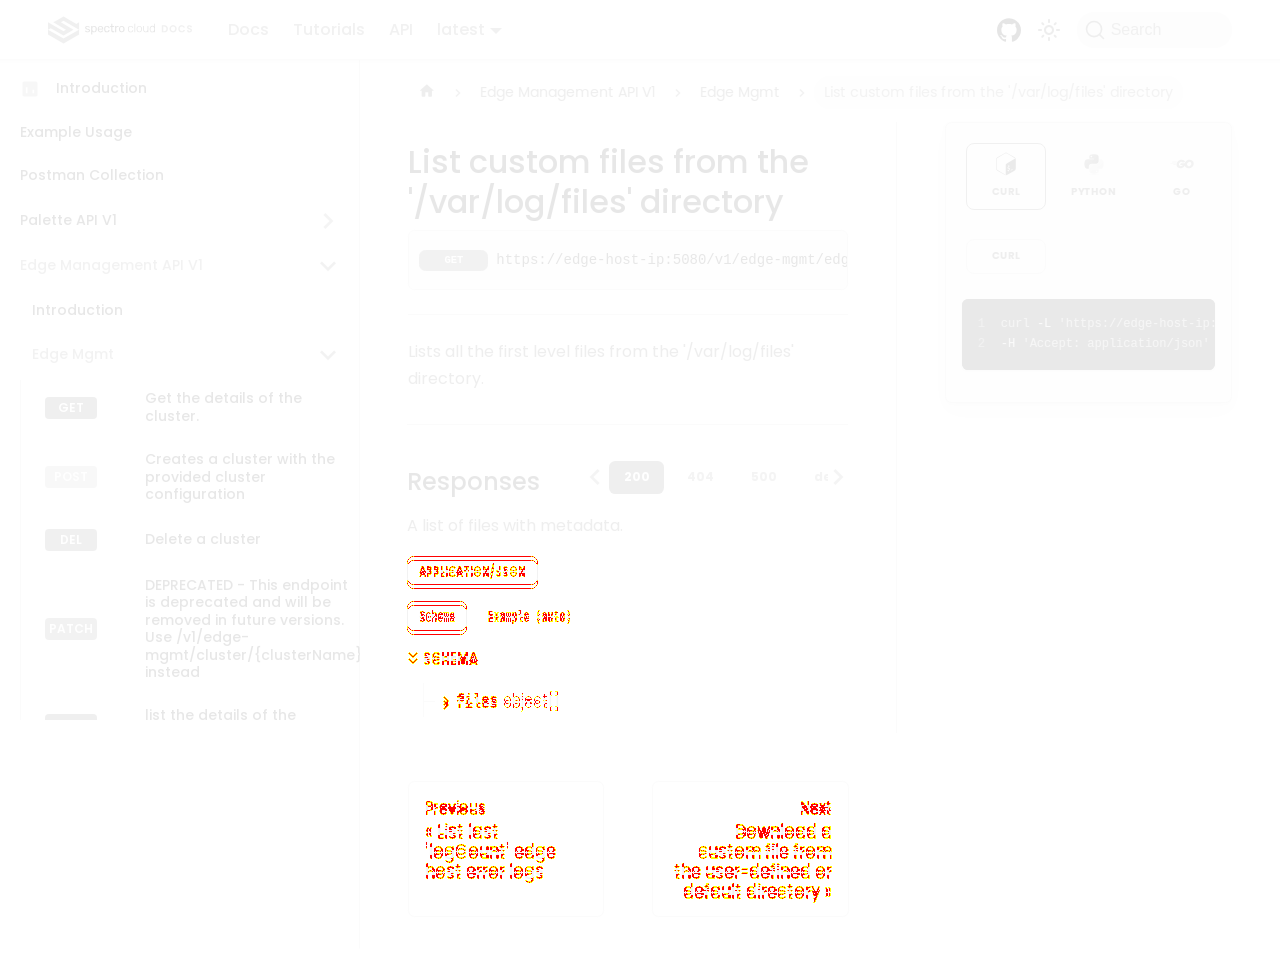 spectro cloud DOCS
Docs Tutorials API latest
Search
Introduction
Example Usage
Postman Collection
Palette API V1
Edge Management API V1
Introduction
Edge Mgmt
GET Get the details of the
cluster.
POST Creates a cluster with the
provided cluster
configuration
DEL Delete a cluster
PATCH DEPRECATED - This endpoint
is deprecated and will be
removed in future versions.
Use /v1/edge-
mgmt/cluster/{clusterName}
instead
list the details of the
Edge Management API V1 Edge Mgmt List custom files from the '/var/log/files' directory
List custom files from the
'/var/log/files' directory
GET https://edge-host-ip:5080/v1/edge-mgmt/edg
Lists all the first level files from the '/var/log/files'
directory.
Responses
200 404 500 de
A list of files with metadata.
APPLICATION/JSON
Schema Example (auto)
SCHEMA
files object[]
Previous
« List last
'logCount' edge
host error logs
Next
Download a
custom file from
the user-defined or
default directory »
CURL PYTHON GO
CURL
1 curl -L 'https://edge-host-ip:
2 -H 'Accept: application/json'